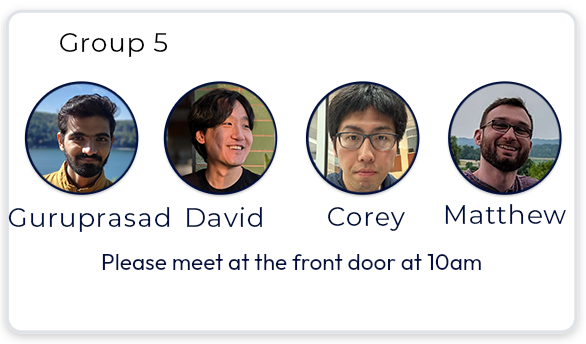 Group 5
Guruprasad David Corey Matthew
Please meet at the front door at 10am